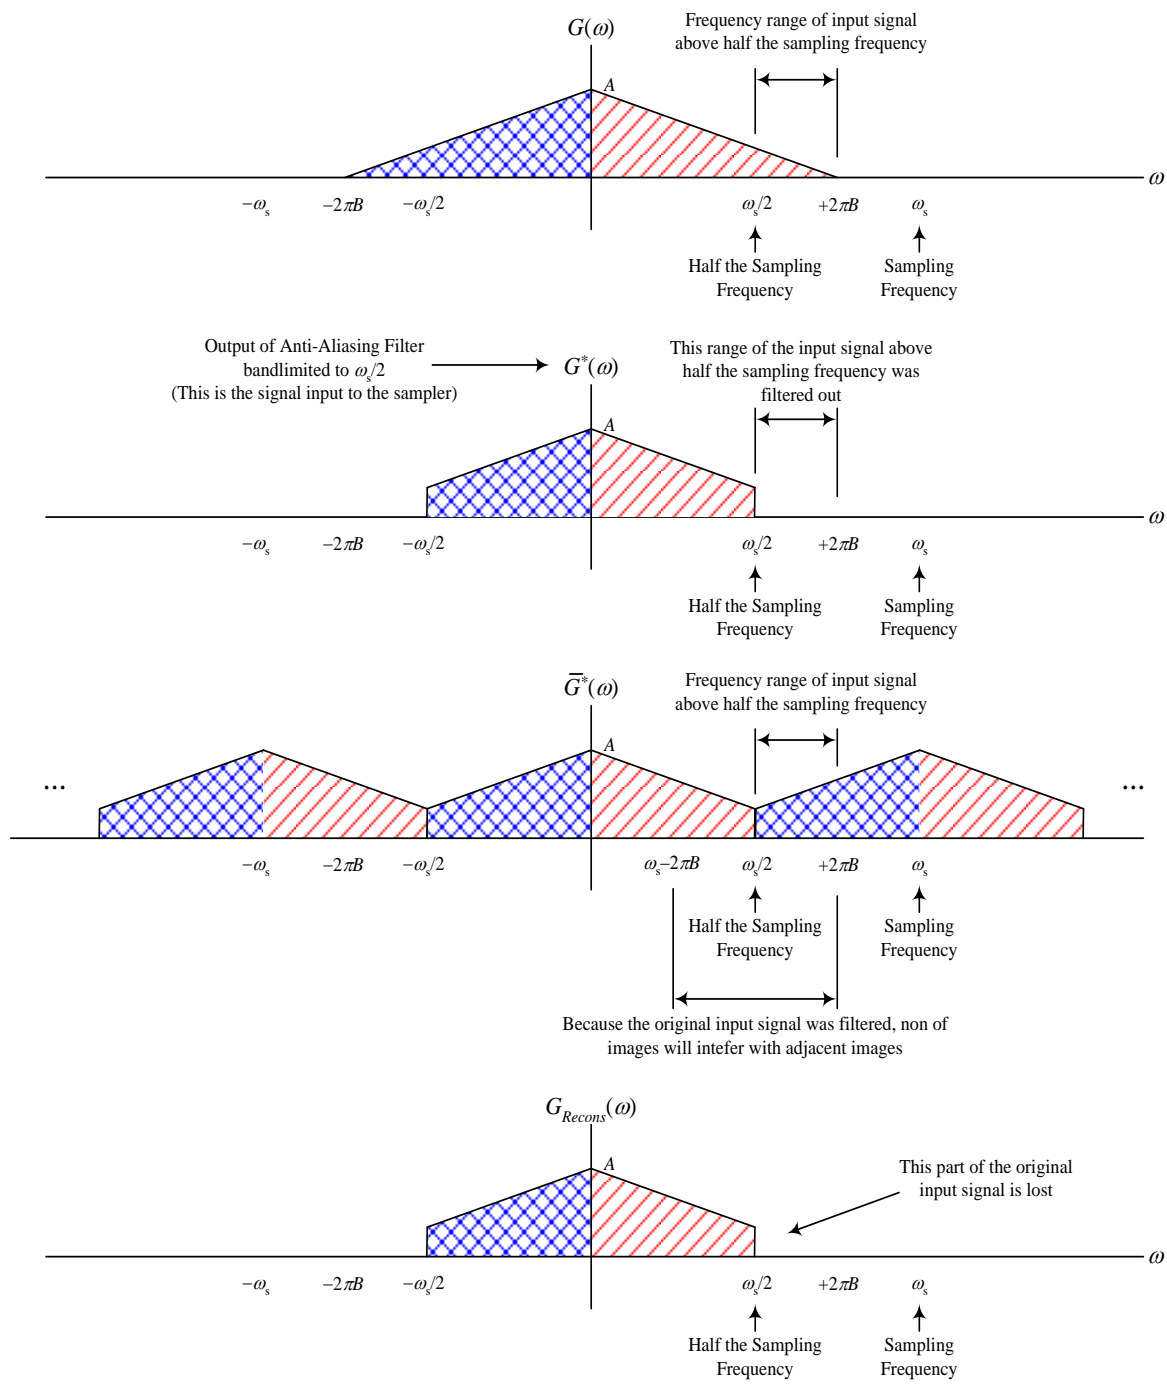 G(ω)
Frequency range of input signal
above half the sampling frequency
A
ω
−ωs
−2πB
−ωs/2
ωs/2
+2πB
ωs
Half the Sampling
Frequency
Sampling
Frequency
Output of Anti-Aliasing Filter
bandlimited to ωs/2
(This is the signal input to the sampler)
G*(ω)
This range of the input signal above
half the sampling frequency was
filtered out
A
ω
−ωs
−2πB
−ωs/2
ωs/2
+2πB
ωs
Half the Sampling
Frequency
Sampling
Frequency
G̅*(ω)
Frequency range of input signal
above half the sampling frequency
A
...
...
−ωs
−2πB
−ωs/2
ωs−2πB
ωs/2
+2πB
ωs
Half the Sampling
Frequency
Sampling
Frequency
Because the original input signal was filtered, non of
images will intefer with adjacent images
GRecons(ω)
A
This part of the original
input signal is lost
ω
−ωs
−2πB
−ωs/2
ωs/2
+2πB
ωs
Half the Sampling
Frequency
Sampling
Frequency